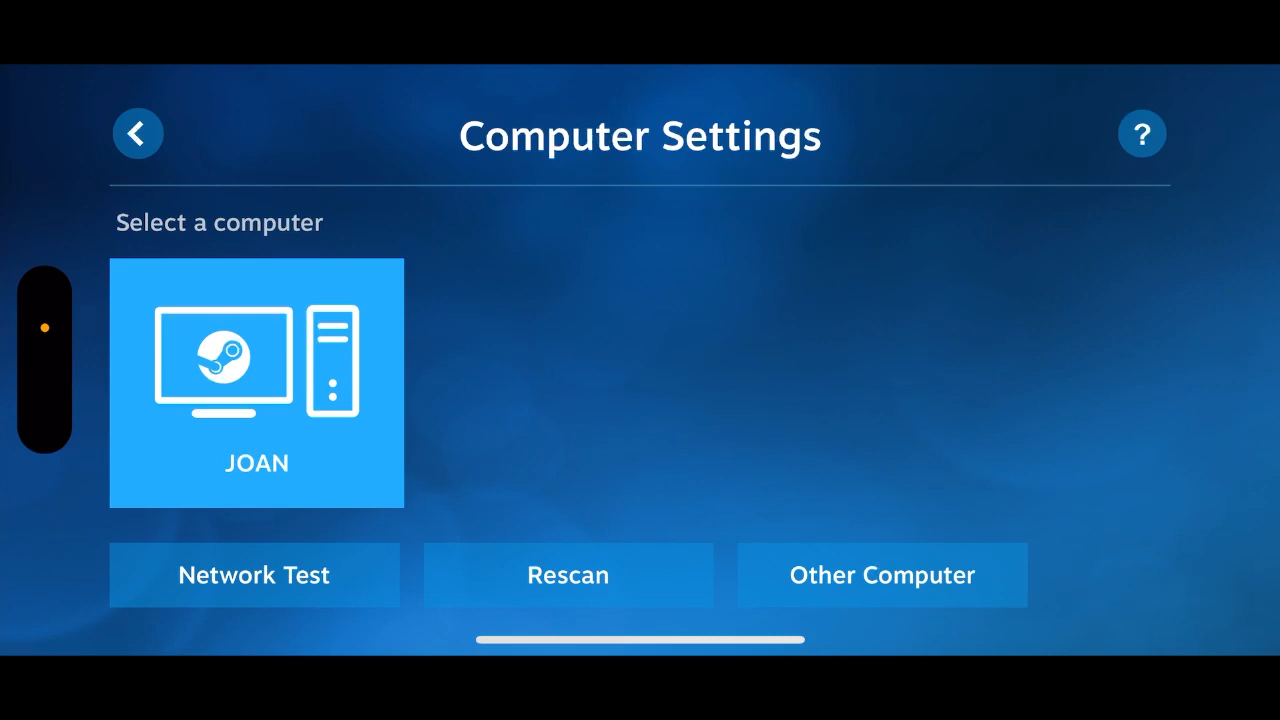 Computer Settings
?
Select a computer
JOAN
Network Test
Rescan
Other Computer